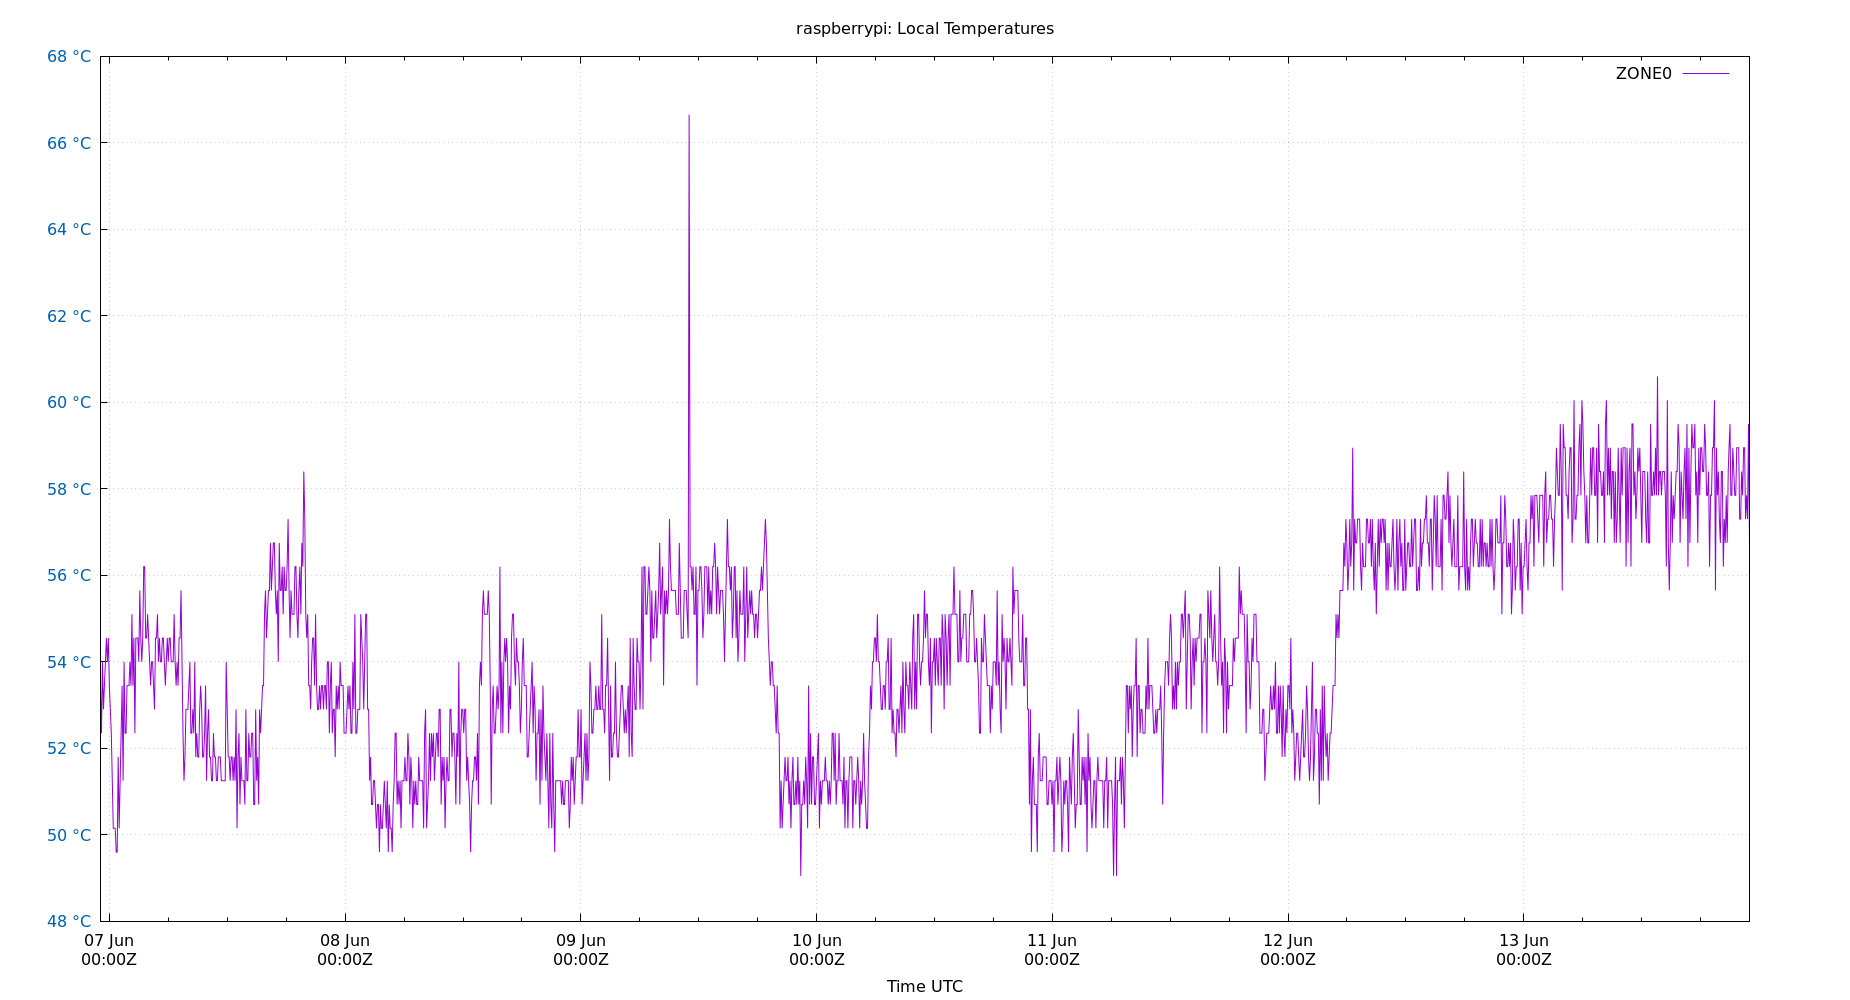 raspberrypi: Local Temperatures
68 °C
ZONE0
66 °C
64 °C
62 °C
60 °C
58 °C
56 °C
54 °C
52 °C
50 °C
48 °C
07 Jun 08 Jun 09 Jun 10 Jun 11 Jun 12 Jun 13 Jun
00:00Z 00:00Z 00:00Z 00:00Z 00:00Z 00:00Z 00:00Z
Time UTC